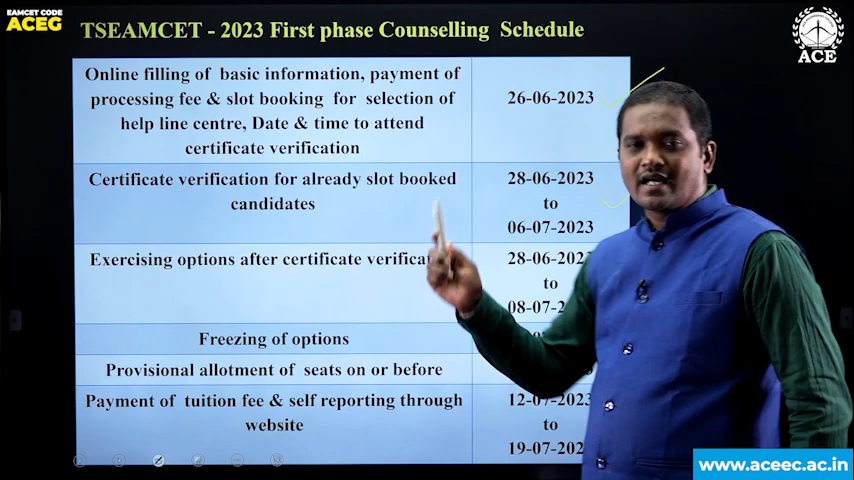 EAMCET CODE
ACEG
TSEAMCET - 2023 First phase Counselling Schedule
ACE
Online filling of basic information, payment of
processing fee & slot booking for selection of
help line centre, Date & time to attend
certificate verification
26-06-2023
Certificate verification for already slot booked
candidates
28-06-2023
to
06-07-2023
Exercising options after certificate
28-06-2023
to
Freezing of options
Provisional allotment of seats on or before
Payment of tuition fee & self reporting through
website
12-07-2023
to
www.aceec.ac.in